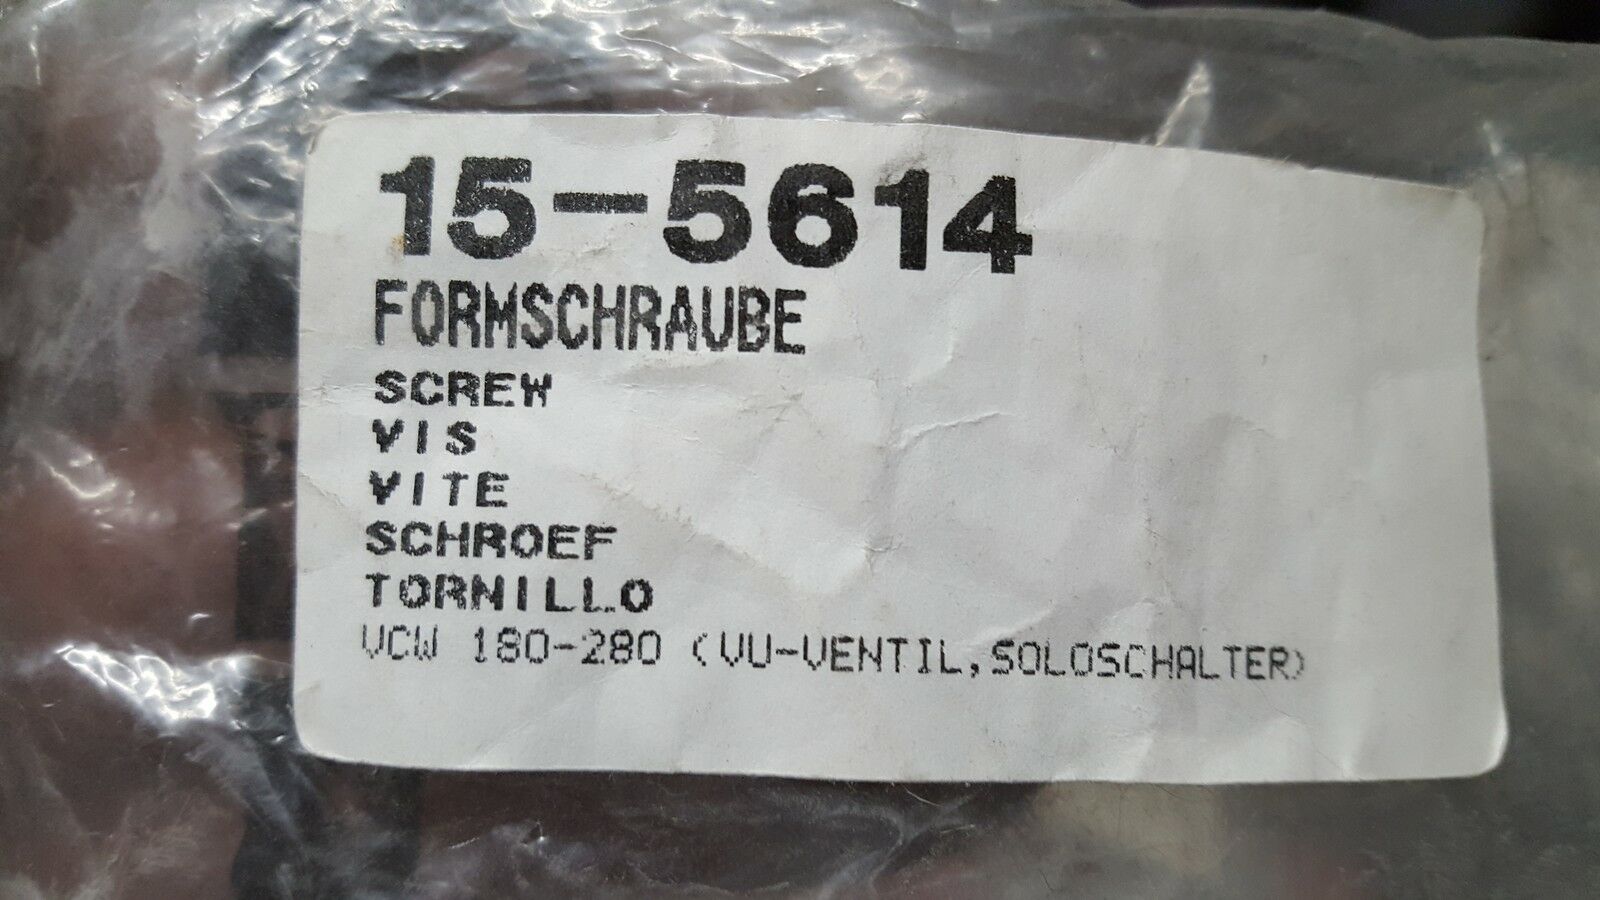 15-5614
FORMSCHRAUBE
SCREW
VIS
VITE
SCHROEF
TORNILLO
VCW 180-280 (VU-VENTIL,SOLOSCHALTER)